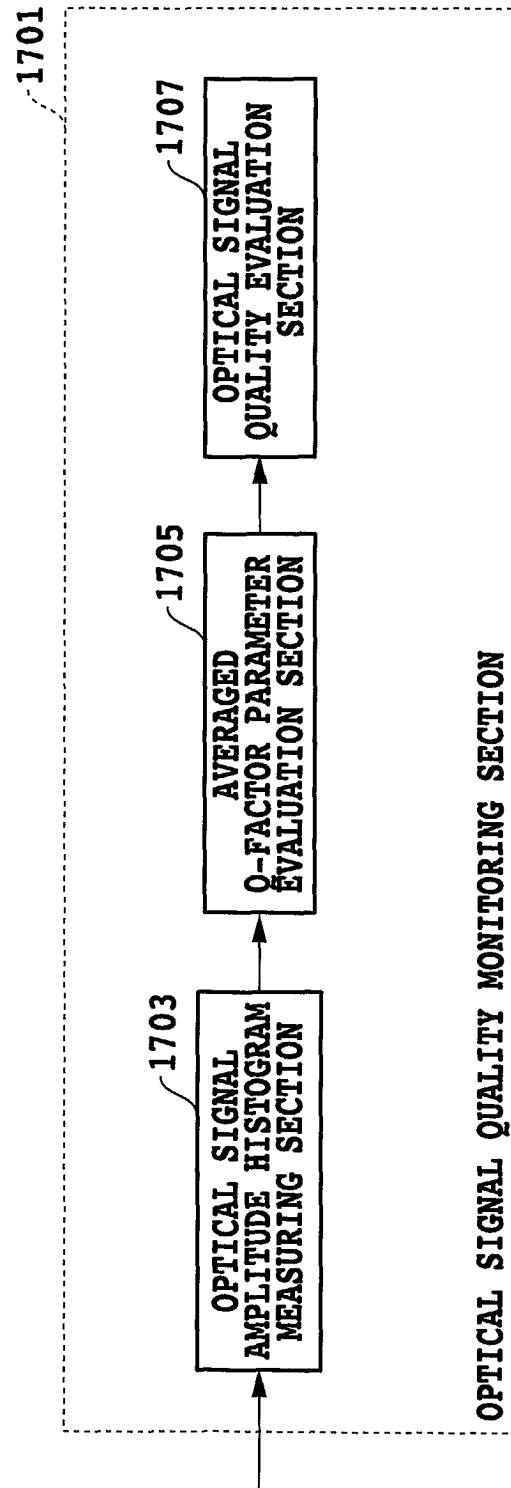 1701
1703
OPTICAL SIGNAL
AMPLITUDE HISTOGRAM
MEASURING SECTION
1705
AVERAGED
Q-FACTOR PARAMETER
EVALUATION SECTION
1707
OPTICAL SIGNAL
QUALITY EVALUATION
SECTION
OPTICAL SIGNAL QUALITY MONITORING SECTION